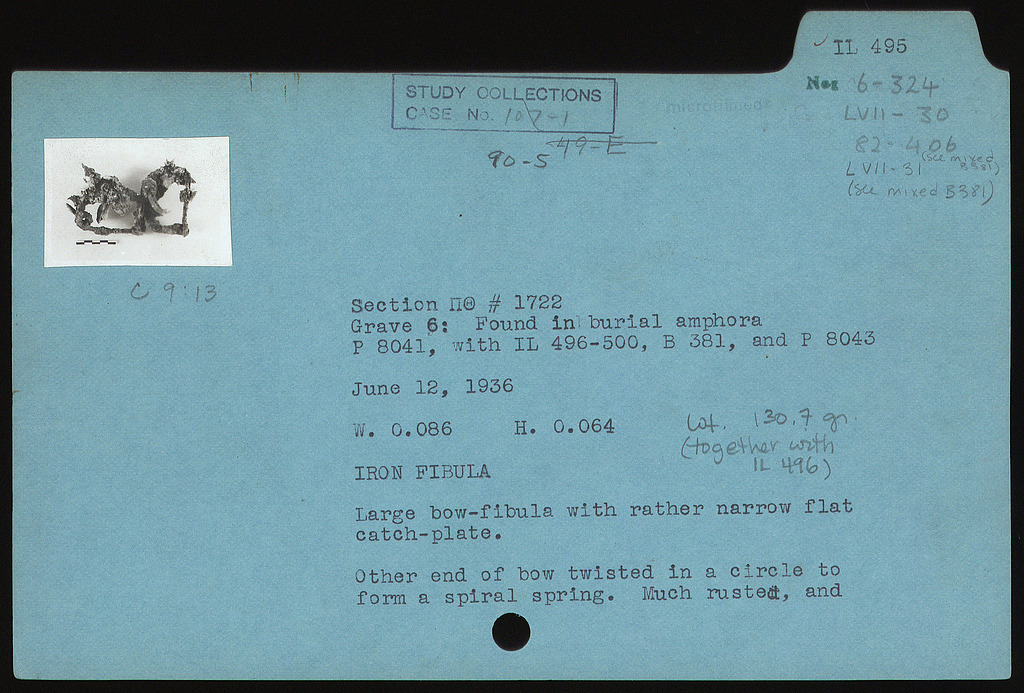 ✓ IL 495
No: 6-324
LVII - 30
82-406
(see mixed B381)
LVII-31
(see mixed B381)
microfilmed
STUDY COLLECTIONS
CASE No. 107-1
49-E
90-5
C 9:13
Section ΠΘ # 1722
Grave 6: Found in burial amphora
P 8041, with IL 496-500, B 381, and P 8043
June 12, 1936
W. 0.086 H. 0.064
wt. 130.7 gr.
(together with
IL 496)
IRON FIBULA
Large bow-fibula with rather narrow flat
catch-plate.
Other end of bow twisted in a circle to
form a spiral spring. Much rusted, and